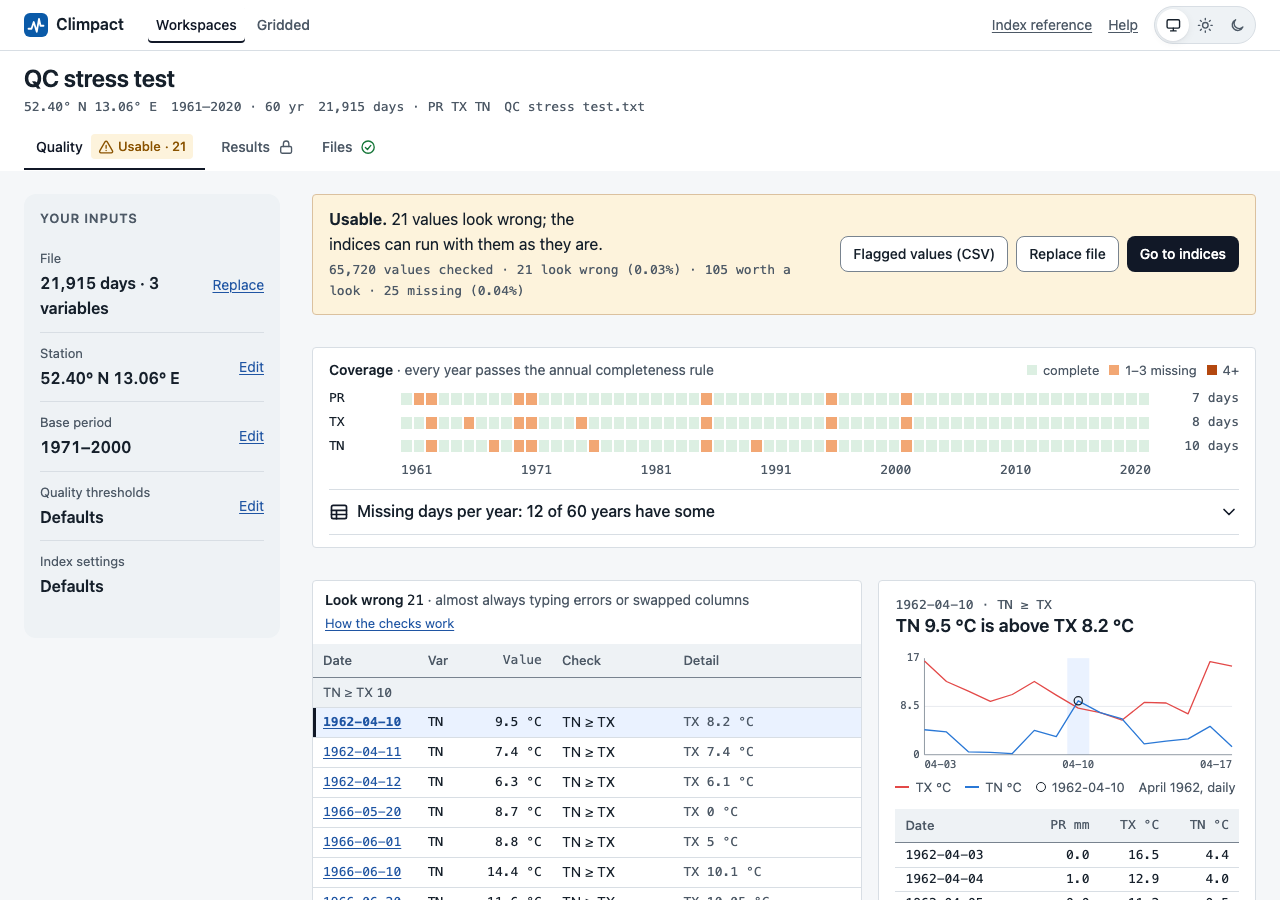 Climpact
Workspaces
Gridded
Index reference
Help
QC stress test
52.40° N 13.06° E 1961–2020 · 60 yr 21,915 days · PR TX TN QC stress test.txt
Quality
Usable · 21
Results
Files
YOUR INPUTS
File
21,915 days · 3
variables
Replace
Station
52.40° N 13.06° E
Edit
Base period
1971–2000
Edit
Quality thresholds
Defaults
Edit
Index settings
Defaults
Usable. 21 values look wrong; the
indices can run with them as they are.
65,720 values checked · 21 look wrong (0.03%) · 105 worth a
look · 25 missing (0.04%)
Flagged values (CSV)
Replace file
Go to indices
Coverage · every year passes the annual completeness rule
complete 1–3 missing 4+
PR 7 days
TX 8 days
TN 10 days
1961 1971 1981 1991 2000 2010 2020
Missing days per year: 12 of 60 years have some
Look wrong 21 · almost always typing errors or swapped columns
How the checks work
Date Var Value Check Detail
TN ≥ TX 10
1962–04–10 TN 9.5 °C TN ≥ TX TX 8.2 °C
1962–04–11 TN 7.4 °C TN ≥ TX TX 7.4 °C
1962–04–12 TN 6.3 °C TN ≥ TX TX 6.1 °C
1966–05–20 TN 8.7 °C TN ≥ TX TX 0 °C
1966–06–01 TN 8.8 °C TN ≥ TX TX 5 °C
1966–06–10 TN 14.4 °C TN ≥ TX TX 10.1 °C
1962–04–10 · TN ≥ TX
TN 9.5 °C is above TX 8.2 °C
17
8.5
0
04–03 04–10 04–17
TX °C TN °C 1962–04–10 April 1962, daily
Date PR mm TX °C TN °C
1962–04–03 0.0 16.5 4.4
1962–04–04 1.0 12.9 4.0